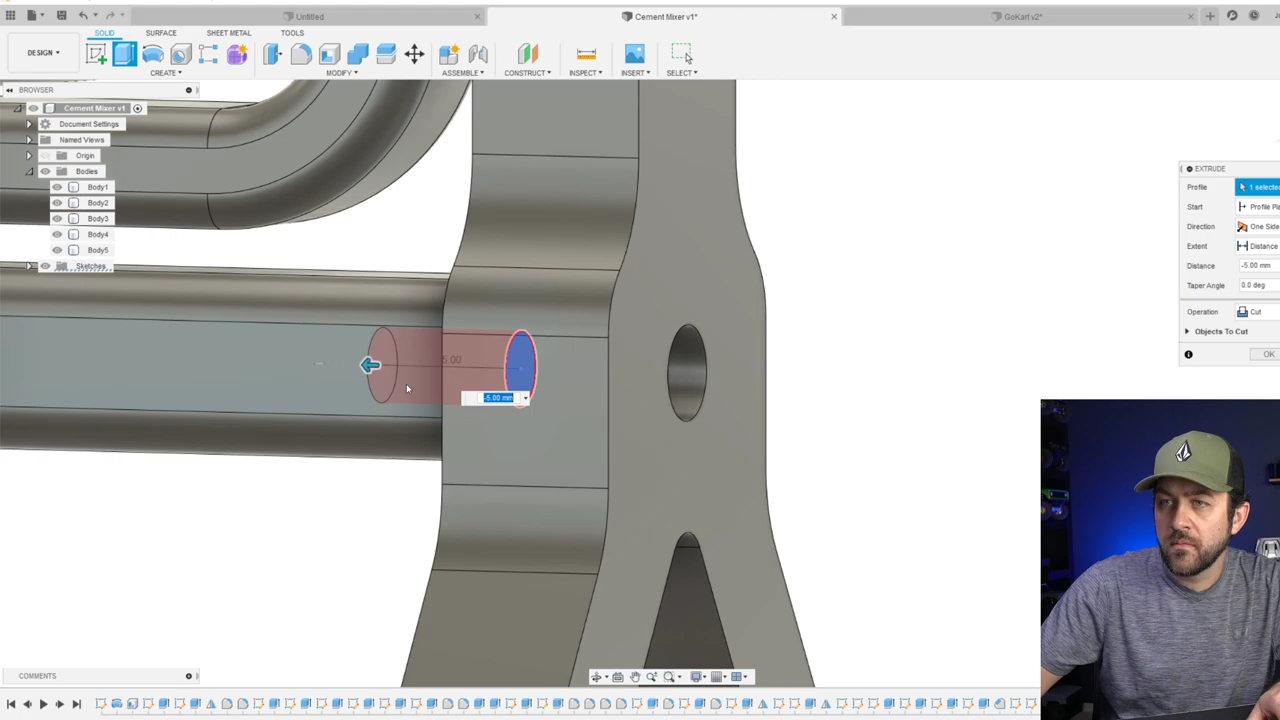 Untitled
Cement Mixer v1*
GoKart v2*
SOLID
SURFACE
SHEET METAL
TOOLS
DESIGN
CREATE
MODIFY
ASSEMBLE
CONSTRUCT
INSPECT
INSERT
SELECT
BROWSER
Cement Mixer v1
Document Settings
Named Views
Origin
Bodies
Body1
Body2
Body3
Body4
Body5
Sketches
5.00
-5.00 mm
EXTRUDE
Profile 1 selected
Start Profile Pla
Direction One Side
Extent Distance
Distance -5.00 mm
Taper Angle 0.0 deg
Operation Cut
Objects To Cut
OK
COMMENTS